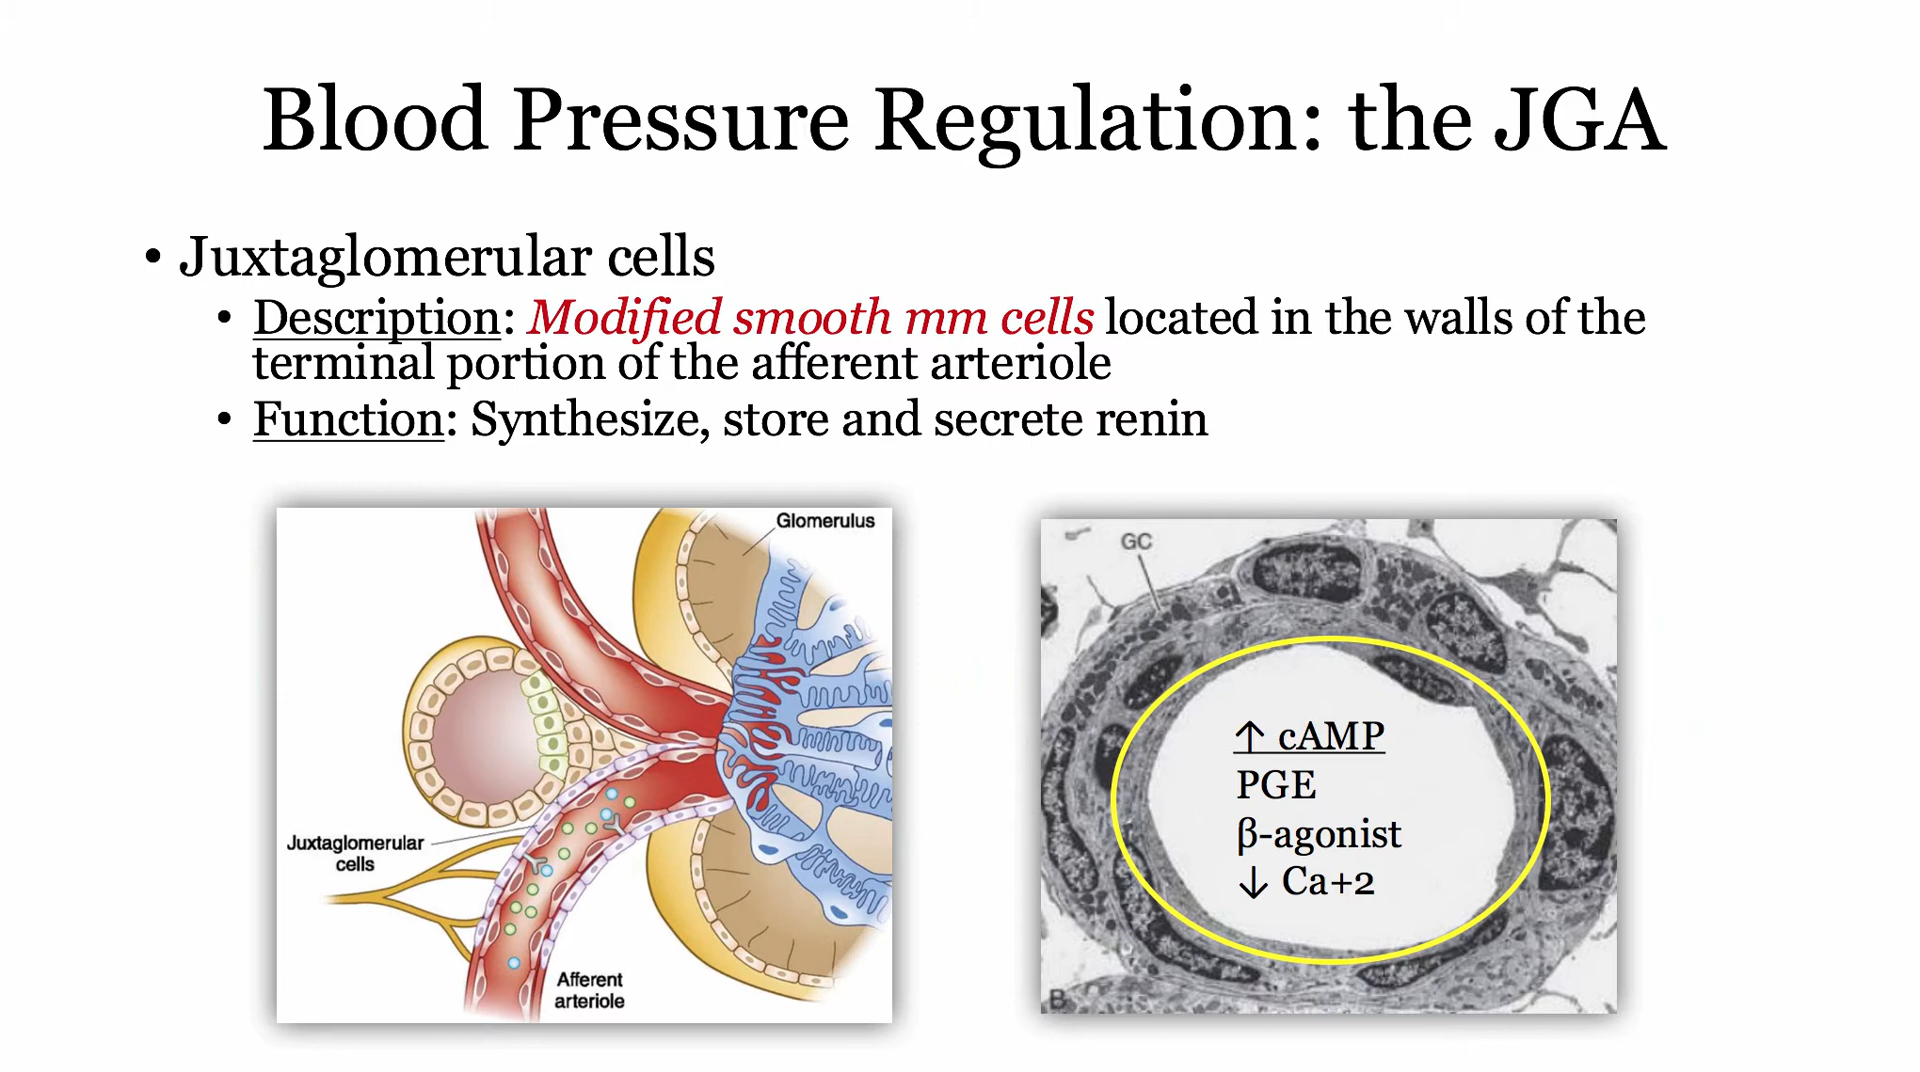 Blood Pressure Regulation: the JGA
• Juxtaglomerular cells
• Description: Modified smooth mm cells located in the walls of the
terminal portion of the afferent arteriole
• Function: Synthesize, store and secrete renin
Glomerulus
Juxtaglomerular
cells
Afferent
arteriole
GC
↑ cAMP
PGE
β-agonist
↓ Ca+2
B